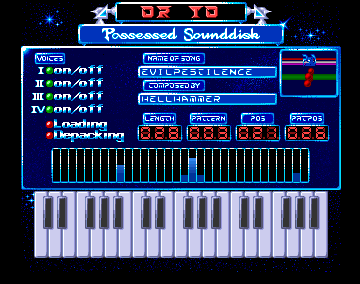 OR YO
Possessed Sounddisk
VOICES
I on/off
II on/off
III on/off
IV on/off
Loading
Depacking
NAME OF SONG
EVILPESTILENCE
COMPOSED BY
HELLHAMMER
LENGTH PATTERN POS PATPOS
028 003 021 026